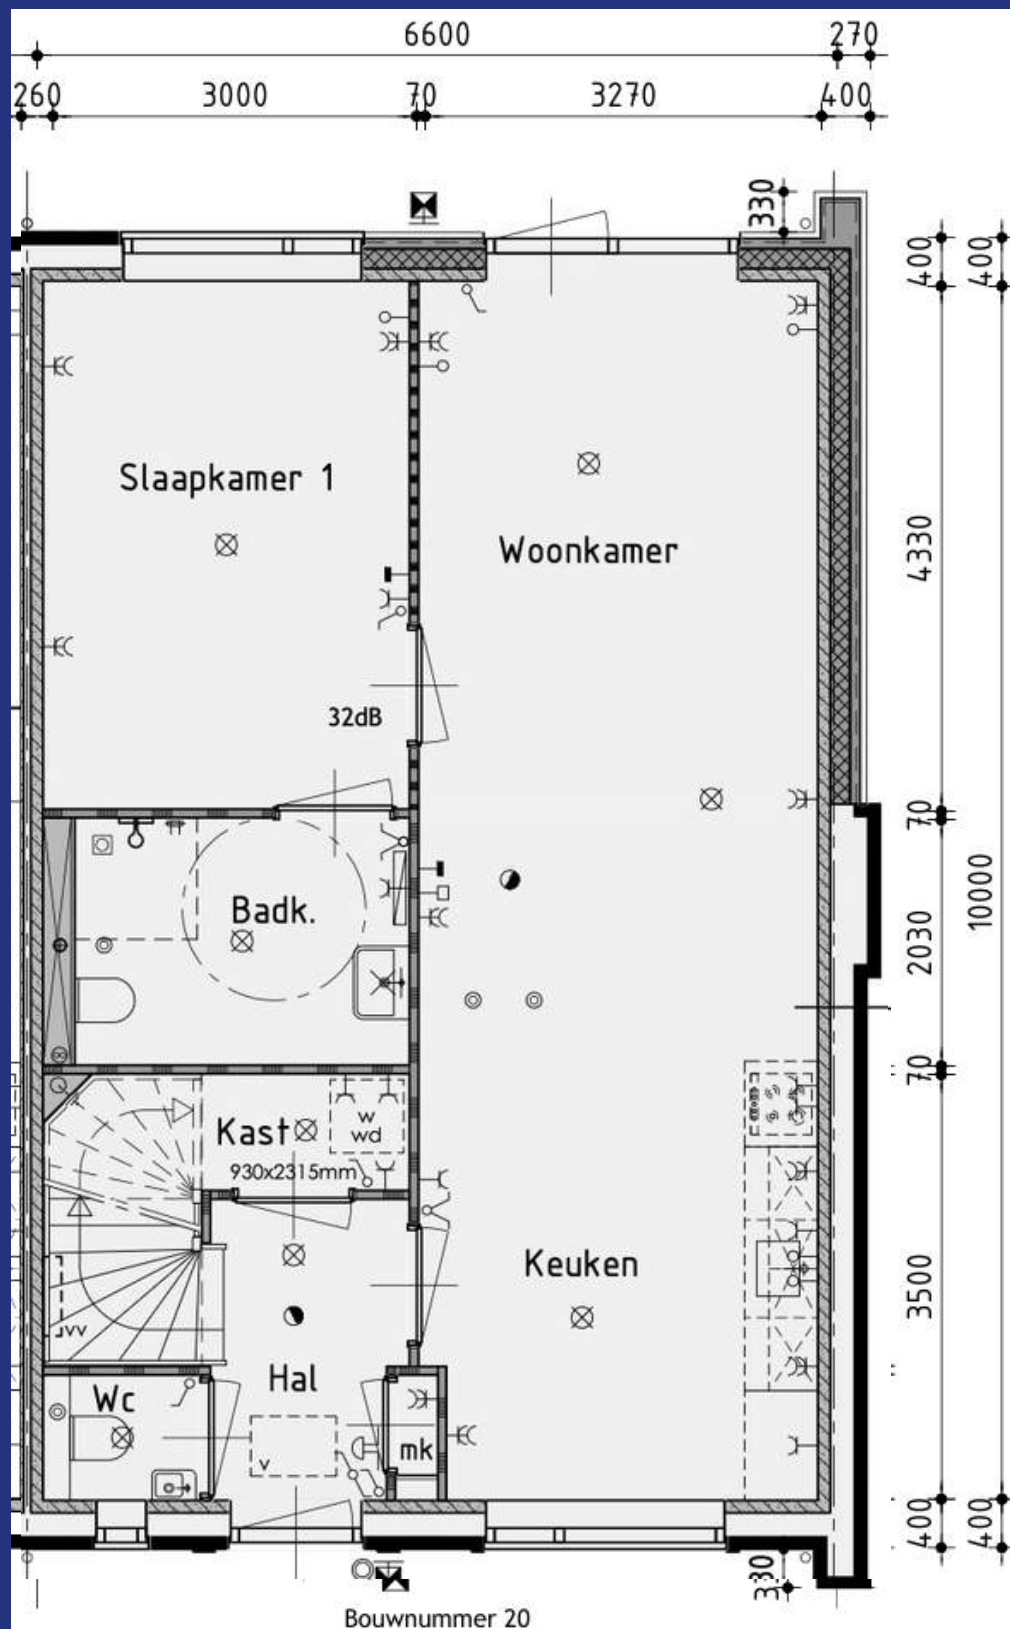 6600 270
260 3000 70 3270 400
330
400 400
Slaapkamer 1
4330
Woonkamer
32dB
70
Badk.
10000
2030
70
w
Kast
wd
930x2315mm
Keuken
3500
vv
Hal
Wc
mk
v
400 400
330
Bouwnummer 20